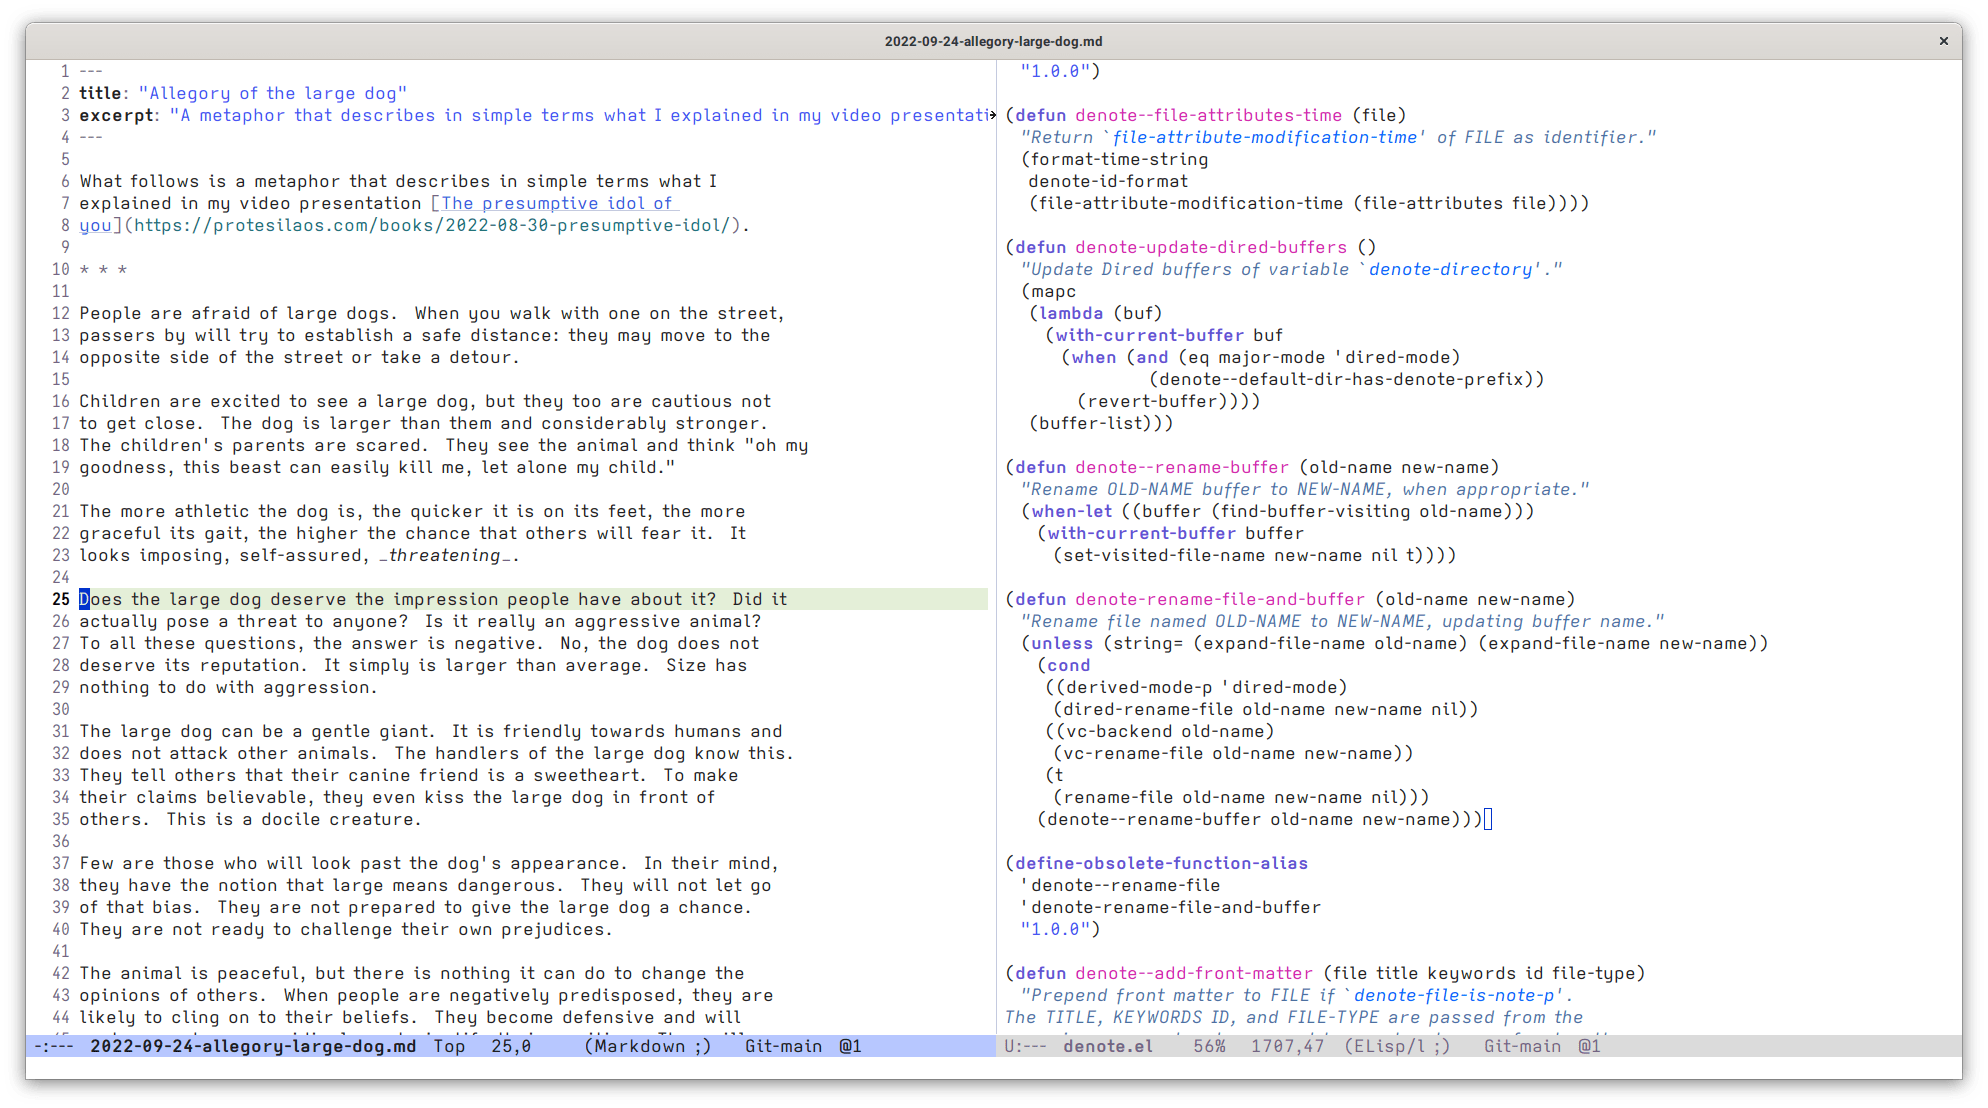 2022-09-24-allegory-large-dog.md
×
1 ---
2 title: "Allegory of the large dog"
3 excerpt: "A metaphor that describes in simple terms what I explained in my video presentati
4 ---
5
6 What follows is a metaphor that describes in simple terms what I
7 explained in my video presentation [The presumptive idol of
8 you](https://protesilaos.com/books/2022-08-30-presumptive-idol/).
9
10 * * *
11
12 People are afraid of large dogs.  When you walk with one on the street,
13 passers by will try to establish a safe distance: they may move to the
14 opposite side of the street or take a detour.
15
16 Children are excited to see a large dog, but they too are cautious not
17 to get close.  The dog is larger than them and considerably stronger.
18 The children's parents are scared.  They see the animal and think "oh my
19 goodness, this beast can easily kill me, let alone my child."
20
21 The more athletic the dog is, the quicker it is on its feet, the more
22 graceful its gait, the higher the chance that others will fear it.  It
23 looks imposing, self-assured, _threatening_.
24
25 Does the large dog deserve the impression people have about it?  Did it
26 actually pose a threat to anyone?  Is it really an aggressive animal?
27 To all these questions, the answer is negative.  No, the dog does not
28 deserve its reputation.  It simply is larger than average.  Size has
29 nothing to do with aggression.
30
31 The large dog can be a gentle giant.  It is friendly towards humans and
32 does not attack other animals.  The handlers of the large dog know this.
33 They tell others that their canine friend is a sweetheart.  To make
34 their claims believable, they even kiss the large dog in front of
35 others.  This is a docile creature.
36
37 Few are those who will look past the dog's appearance.  In their mind,
38 they have the notion that large means dangerous.  They will not let go
39 of that bias.  They are not prepared to give the large dog a chance.
40 They are not ready to challenge their own prejudices.
41
42 The animal is peaceful, but there is nothing it can do to change the
43 opinions of others.  When people are negatively predisposed, they are
44 likely to cling on to their beliefs.  They become defensive and will
-:---  2022-09-24-allegory-large-dog.md  Top  25,0  (Markdown ;)  Git-main  @1
"1.0.0")
(defun denote--file-attributes-time (file)
"Return `file-attribute-modification-time' of FILE as identifier."
(format-time-string
denote-id-format
(file-attribute-modification-time (file-attributes file))))
(defun denote-update-dired-buffers ()
"Update Dired buffers of variable `denote-directory'."
(mapc
(lambda (buf)
(with-current-buffer buf
(when (and (eq major-mode 'dired-mode)
(denote--default-dir-has-denote-prefix))
(revert-buffer))))
(buffer-list)))
(defun denote--rename-buffer (old-name new-name)
"Rename OLD-NAME buffer to NEW-NAME, when appropriate."
(when-let ((buffer (find-buffer-visiting old-name)))
(with-current-buffer buffer
(set-visited-file-name new-name nil t))))
(defun denote-rename-file-and-buffer (old-name new-name)
"Rename file named OLD-NAME to NEW-NAME, updating buffer name."
(unless (string= (expand-file-name old-name) (expand-file-name new-name))
(cond
((derived-mode-p 'dired-mode)
(dired-rename-file old-name new-name nil))
((vc-backend old-name)
(vc-rename-file old-name new-name))
(t
(rename-file old-name new-name nil)))
(denote--rename-buffer old-name new-name)))
(define-obsolete-function-alias
'denote--rename-file
'denote-rename-file-and-buffer
"1.0.0")
(defun denote--add-front-matter (file title keywords id file-type)
"Prepend front matter to FILE if `denote-file-is-note-p'.
The TITLE, KEYWORDS ID, and FILE-TYPE are passed from the
U:---  denote.el  56%  1707,47  (ELisp/l ;)  Git-main  @1